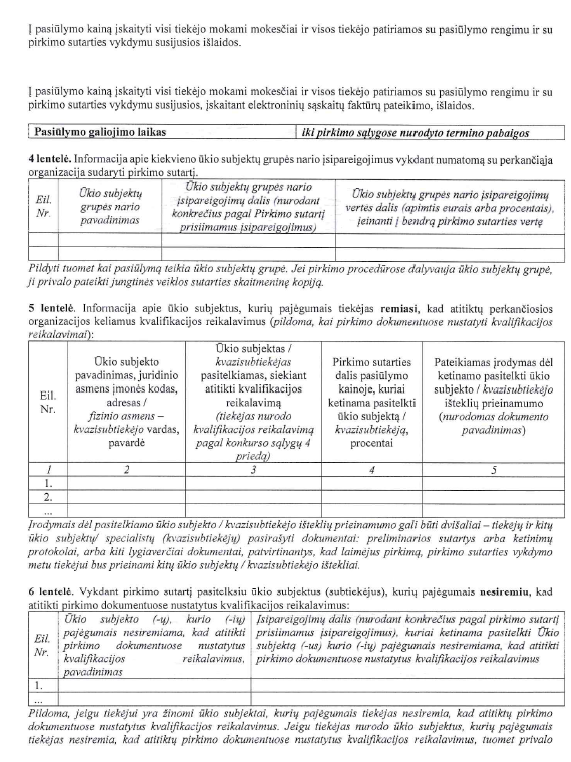 Į pasiūlymo kainą įskaityti visi tiekėjo mokami mokesčiai ir visos tiekėjo patiriamos su pasiūlymo rengimu ir su
pirkimo sutarties vykdymu susijusios išlaidos.
Į pasiūlymo kainą įskaityti visi tiekėjo mokami mokesčiai ir visos tiekėjo patiriamos su pasiūlymo rengimu ir su
pirkimo sutarties vykdymu susijusios, įskaitant elektroninių sąskaitų faktūrų pateikimo, išlaidos.
Pasiūlymo galiojimo laikas iki pirkimo sąlygose nurodyto termino pabaigos
4 lentelė. Informacija apie kiekvieno ūkio subjektų grupės nario įsipareigojimus vykdant numatomą su perkančiąja
organizacija sudaryti pirkimo sutartį.
Eil.
Nr.
Ūkio subjektų
grupės nario
pavadinimas
Ūkio subjektų grupės nario
įsipareigojimų dalis (nurodant
konkrečius pagal Pirkimo sutartį
prisiimamus įsipareigojimus)
Ūkio subjektų grupės nario įsipareigojimų
vertės dalis (apimtis eurais arba procentais),
įeinanti į bendrą pirkimo sutarties vertę
Pildyti tuomet kai pasiūlymą teikia ūkio subjektų grupė. Jei pirkimo procedūrose dalyvauja ūkio subjektų grupė,
ji privalo pateikti jungtinės veiklos sutarties skaitmeninę kopiją.
5 lentelė. Informacija apie ūkio subjektus, kurių pajėgumais tiekėjas remiasi, kad atitiktų perkančiosios
organizacijos keliamus kvalifikacijos reikalavimus (pildoma, kai pirkimo dokumentuose nustatyti kvalifikacijos
reikalavimai):
Eil.
Nr.
Ūkio subjekto
pavadinimas, juridinio
asmens įmonės kodas,
adresas /
fizinio asmens –
kvazisubtiekėjo vardas,
pavardė
Ūkio subjektas /
kvazisubtiekėjas
pasitelkiamas, siekiant
atitikti kvalifikacijos
reikalavimą
(tiekėjas nurodo
kvalifikacijos reikalavimą
pagal konkurso sąlygų 4
priedą)
Pirkimo sutarties
dalis pasiūlymo
kainoje, kuriai
ketinama pasitelkti
ūkio subjektą /
kvazisubtiekėją,
procentai
Pateikiamas įrodymas dėl
ketinamo pasitelkti ūkio
subjekto / kvazisubtiekėjo
išteklių prieinamumo
(nurodomas dokumento
pavadinimas)
1 2 3 4 5
1.
2.
...
Įrodymais dėl pasitelkiamo ūkio subjekto / kvazisubtiekėjo išteklių prieinamumo gali būti dvišaliai – tiekėjų ir kitų
ūkio subjektų/ specialistų (kvazisubtiekėjų) pasirašyti dokumentai: preliminarios sutartys arba ketinimų
protokolai, arba kiti lygiaverčiai dokumentai, patvirtinantys, kad laimėjus pirkimą, pirkimo sutarties vykdymo
metu tiekėjui bus prieinami kitų ūkio subjektų / kvazisubtiekėjo ištekliai.
6 lentelė. Vykdant pirkimo sutartį pasitelksiu ūkio subjektus (subtiekėjus), kurių pajėgumais nesiremiu, kad
atitikti pirkimo dokumentuose nustatytus kvalifikacijos reikalavimus:
Eil.
Nr.
Ūkio subjekto (-ų), kurio (-ių)
pajėgumais nesiremiama, kad atitikti
pirkimo dokumentuose nustatytus
kvalifikacijos reikalavimus,
pavadinimas
Įsipareigojimų dalis (nurodant konkrečius pagal pirkimo sutartį
prisiimamus įsipareigojimus), kuriai ketinama pasitelkti Ūkio
subjektą (-us) kurio (-ių) pajėgumais nesiremiama, kad atitikti
pirkimo dokumentuose nustatytus kvalifikacijos reikalavimus
1.
...
Pildoma, jeigu tiekėjui yra žinomi ūkio subjektai, kurių pajėgumais tiekėjas nesiremia, kad atitiktų pirkimo
dokumentuose nustatytus kvalifikacijos reikalavimus. Jeigu tiekėjas nurodo ūkio subjektus, kurių pajėgumais
tiekėjas nesiremia, kad atitiktų pirkimo dokumentuose nustatytus kvalifikacijos reikalavimus, tuomet privalo